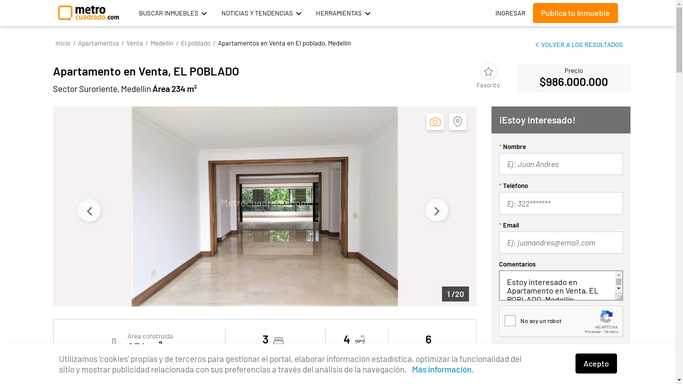 metro
cuadrado.com
BUSCAR INMUEBLES
NOTICIAS Y TENDENCIAS
HERRAMIENTAS
INGRESAR
Publica tu Inmueble
Inicio / Apartamentos / Venta / Medellín / El poblado / Apartamentos en Venta en El poblado, Medellín
VOLVER A LOS RESULTADOS
Apartamento en Venta, EL POBLADO
Sector Suroriente, Medellín Área 234 m²
Favorito
Precio
$986.000.000
Metrocuadrado.com
1 / 20
¡Estoy Interesado!
* Nombre
Ej: Juan Andres
* Teléfono
Ej: 322*******
* Email
Ej: juanandres@email.com
Comentarios
Estoy interesado en
Apartamento en Venta, EL
POBLADO, Medellín
No soy un robot
reCAPTCHA
Privacidad - Términos
Área construida
3
4
6
Utilizamos 'cookies' propias y de terceros para gestionar el portal, elaborar información estadística, optimizar la funcionalidad del
sitio y mostrar publicidad relacionada con sus preferencias a través del análisis de la navegación. Más información.
Acepto